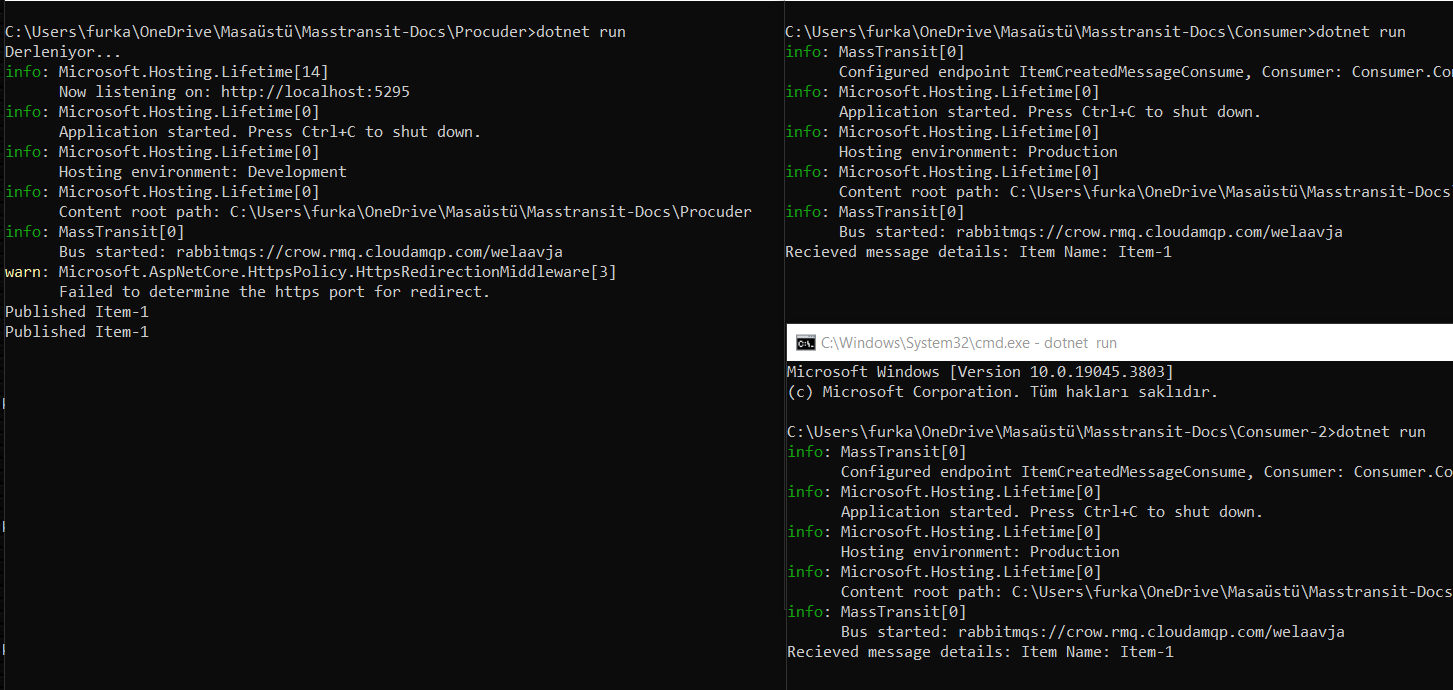 C:\Users\furka\OneDrive\Masaüstü\Masstransit-Docs\Procuder>dotnet run
Derleniyor...
info: Microsoft.Hosting.Lifetime[14]
      Now listening on: http://localhost:5295
info: Microsoft.Hosting.Lifetime[0]
      Application started. Press Ctrl+C to shut down.
info: Microsoft.Hosting.Lifetime[0]
      Hosting environment: Development
info: Microsoft.Hosting.Lifetime[0]
      Content root path: C:\Users\furka\OneDrive\Masaüstü\Masstransit-Docs\Procuder
info: MassTransit[0]
      Bus started: rabbitmqs://crow.rmq.cloudamqp.com/welaavja
warn: Microsoft.AspNetCore.HttpsPolicy.HttpsRedirectionMiddleware[3]
      Failed to determine the https port for redirect.
Published Item-1
Published Item-1
C:\Users\furka\OneDrive\Masaüstü\Masstransit-Docs\Consumer>dotnet run
info: MassTransit[0]
      Configured endpoint ItemCreatedMessageConsume, Consumer: Consumer.Co
info: Microsoft.Hosting.Lifetime[0]
      Application started. Press Ctrl+C to shut down.
info: Microsoft.Hosting.Lifetime[0]
      Hosting environment: Production
info: Microsoft.Hosting.Lifetime[0]
      Content root path: C:\Users\furka\OneDrive\Masaüstü\Masstransit-Docs
info: MassTransit[0]
      Bus started: rabbitmqs://crow.rmq.cloudamqp.com/welaavja
Recieved message details: Item Name: Item-1
C:\Windows\System32\cmd.exe - dotnet  run
Microsoft Windows [Version 10.0.19045.3803]
(c) Microsoft Corporation. Tüm hakları saklıdır.
C:\Users\furka\OneDrive\Masaüstü\Masstransit-Docs\Consumer-2>dotnet run
info: MassTransit[0]
      Configured endpoint ItemCreatedMessageConsume, Consumer: Consumer.Co
info: Microsoft.Hosting.Lifetime[0]
      Application started. Press Ctrl+C to shut down.
info: Microsoft.Hosting.Lifetime[0]
      Hosting environment: Production
info: Microsoft.Hosting.Lifetime[0]
      Content root path: C:\Users\furka\OneDrive\Masaüstü\Masstransit-Docs
info: MassTransit[0]
      Bus started: rabbitmqs://crow.rmq.cloudamqp.com/welaavja
Recieved message details: Item Name: Item-1